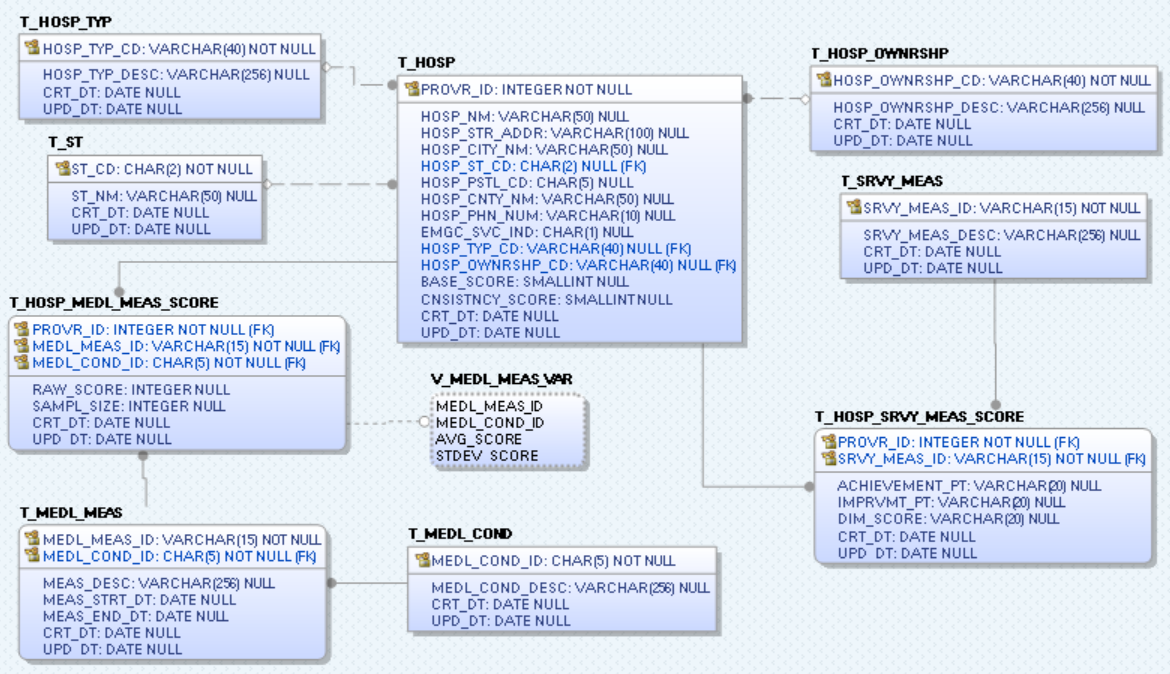 T_HOSP_TYP
HOSP_TYP_CD: VARCHAR(40) NOT NULL
HOSP_TYP_DESC: VARCHAR(256) NULL
CRT_DT: DATE NULL
UPD_DT: DATE NULL
T_ST
ST_CD: CHAR(2) NOT NULL
ST_NM: VARCHAR(50) NULL
CRT_DT: DATE NULL
UPD_DT: DATE NULL
T_HOSP
PROVR_ID: INTEGER NOT NULL
HOSP_NM: VARCHAR(50) NULL
HOSP_STR_ADDR: VARCHAR(100) NULL
HOSP_CITY_NM: VARCHAR(50) NULL
HOSP_ST_CD: CHAR(2) NULL (FK)
HOSP_PSTL_CD: CHAR(5) NULL
HOSP_CNTY_NM: VARCHAR(50) NULL
HOSP_PHN_NUM: VARCHAR(10) NULL
EMGC_SVC_IND: CHAR(1) NULL
HOSP_TYP_CD: VARCHAR(40) NULL (FK)
HOSP_OWNRSHP_CD: VARCHAR(40) NULL (FK)
BASE_SCORE: SMALLINT NULL
CNSISTNCY_SCORE: SMALLINT NULL
CRT_DT: DATE NULL
UPD_DT: DATE NULL
T_HOSP_OWNRSHP
HOSP_OWNRSHP_CD: VARCHAR(40) NOT NULL
HOSP_OWNRSHP_DESC: VARCHAR(256) NULL
CRT_DT: DATE NULL
UPD_DT: DATE NULL
T_SRVY_MEAS
SRVY_MEAS_ID: VARCHAR(15) NOT NULL
SRVY_MEAS_DESC: VARCHAR(256) NULL
CRT_DT: DATE NULL
UPD_DT: DATE NULL
T_HOSP_MEDL_MEAS_SCORE
PROVR_ID: INTEGER NOT NULL (FK)
MEDL_MEAS_ID: VARCHAR(15) NOT NULL (FK)
MEDL_COND_ID: CHAR(5) NOT NULL (FK)
RAW_SCORE: INTEGER NULL
SAMPL_SIZE: INTEGER NULL
CRT_DT: DATE NULL
UPD_DT: DATE NULL
V_MEDL_MEAS_VAR
MEDL_MEAS_ID
MEDL_COND_ID
AVG_SCORE
STDEV_SCORE
T_HOSP_SRVY_MEAS_SCORE
PROVR_ID: INTEGER NOT NULL (FK)
SRVY_MEAS_ID: VARCHAR(15) NOT NULL (FK)
ACHIEVEMENT_PT: VARCHAR(20) NULL
IMPRVMT_PT: VARCHAR(20) NULL
DIM_SCORE: VARCHAR(20) NULL
CRT_DT: DATE NULL
UPD_DT: DATE NULL
T_MEDL_MEAS
MEDL_MEAS_ID: VARCHAR(15) NOT NULL
MEDL_COND_ID: CHAR(5) NOT NULL (FK)
MEAS_DESC: VARCHAR(256) NULL
MEAS_STRT_DT: DATE NULL
MEAS_END_DT: DATE NULL
CRT_DT: DATE NULL
UPD_DT: DATE NULL
T_MEDL_COND
MEDL_COND_ID: CHAR(5) NOT NULL
MEDL_COND_DESC: VARCHAR(256) NULL
CRT_DT: DATE NULL
UPD_DT: DATE NULL